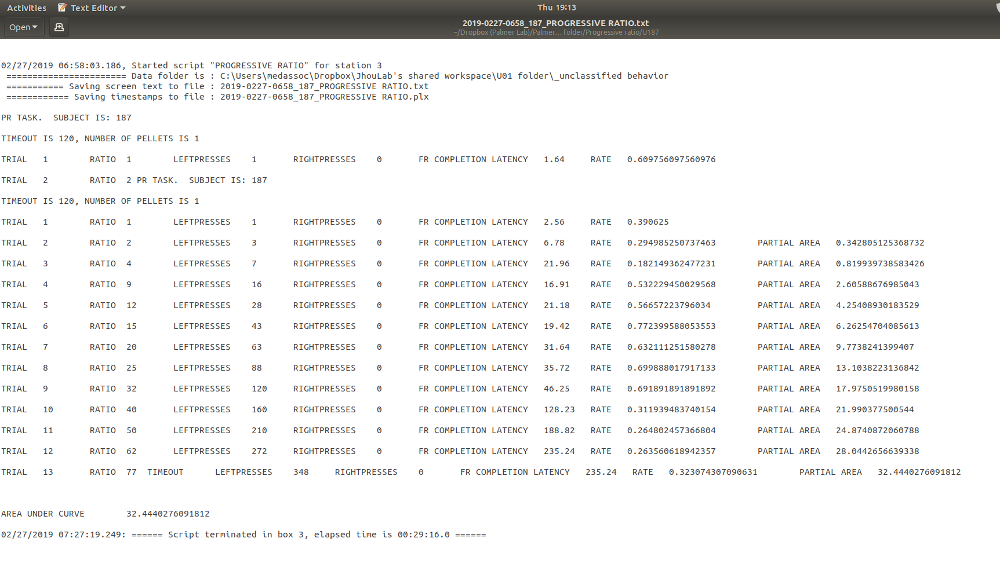 Activities Text Editor Thu 19:13
Open 2019-0227-0658_187_PROGRESSIVE RATIO.txt
~/Dropbox (Palmer Lab)/Palmer… folder/Progressive ratio/U187
02/27/2019 06:58:03.186, Started script "PROGRESSIVE RATIO" for station 3
======================= Data folder is : C:\Users\medassoc\Dropbox\JhouLab's shared workspace\U01 folder\_unclassified behavior
=========== Saving screen text to file : 2019-0227-0658_187_PROGRESSIVE RATIO.txt
============ Saving timestamps to file : 2019-0227-0658_187_PROGRESSIVE RATIO.plx
PR TASK.  SUBJECT IS: 187
TIMEOUT IS 120, NUMBER OF PELLETS IS 1
TRIAL 1 RATIO 1 LEFTPRESSES 1 RIGHTPRESSES 0 FR COMPLETION LATENCY 1.64 RATE 0.609756097560976
TRIAL 2 RATIO 2 PR TASK.  SUBJECT IS: 187
TIMEOUT IS 120, NUMBER OF PELLETS IS 1
TRIAL 1 RATIO 1 LEFTPRESSES 1 RIGHTPRESSES 0 FR COMPLETION LATENCY 2.56 RATE 0.390625
TRIAL 2 RATIO 2 LEFTPRESSES 3 RIGHTPRESSES 0 FR COMPLETION LATENCY 6.78 RATE 0.294985250737463 PARTIAL AREA 0.342805125368732
TRIAL 3 RATIO 4 LEFTPRESSES 7 RIGHTPRESSES 0 FR COMPLETION LATENCY 21.96 RATE 0.182149362477231 PARTIAL AREA 0.819939738583426
TRIAL 4 RATIO 9 LEFTPRESSES 16 RIGHTPRESSES 0 FR COMPLETION LATENCY 16.91 RATE 0.532229450029568 PARTIAL AREA 2.60588676985043
TRIAL 5 RATIO 12 LEFTPRESSES 28 RIGHTPRESSES 0 FR COMPLETION LATENCY 21.18 RATE 0.56657223796034 PARTIAL AREA 4.25408930183529
TRIAL 6 RATIO 15 LEFTPRESSES 43 RIGHTPRESSES 0 FR COMPLETION LATENCY 19.42 RATE 0.772399588053553 PARTIAL AREA 6.26254704085613
TRIAL 7 RATIO 20 LEFTPRESSES 63 RIGHTPRESSES 0 FR COMPLETION LATENCY 31.64 RATE 0.632111251580278 PARTIAL AREA 9.7738241399407
TRIAL 8 RATIO 25 LEFTPRESSES 88 RIGHTPRESSES 0 FR COMPLETION LATENCY 35.72 RATE 0.699888017917133 PARTIAL AREA 13.1038223136842
TRIAL 9 RATIO 32 LEFTPRESSES 120 RIGHTPRESSES 0 FR COMPLETION LATENCY 46.25 RATE 0.691891891891892 PARTIAL AREA 17.9750519980158
TRIAL 10 RATIO 40 LEFTPRESSES 160 RIGHTPRESSES 0 FR COMPLETION LATENCY 128.23 RATE 0.311939483740154 PARTIAL AREA 21.990377500544
TRIAL 11 RATIO 50 LEFTPRESSES 210 RIGHTPRESSES 0 FR COMPLETION LATENCY 188.82 RATE 0.264802457366804 PARTIAL AREA 24.8740872060788
TRIAL 12 RATIO 62 LEFTPRESSES 272 RIGHTPRESSES 0 FR COMPLETION LATENCY 235.24 RATE 0.263560618942357 PARTIAL AREA 28.0442656639338
TRIAL 13 RATIO 77 TIMEOUT LEFTPRESSES 348 RIGHTPRESSES 0 FR COMPLETION LATENCY 235.24 RATE 0.323074307090631 PARTIAL AREA 32.4440276091812
AREA UNDER CURVE 32.4440276091812
02/27/2019 07:27:19.249: ====== Script terminated in box 3, elapsed time is 00:29:16.0 ======